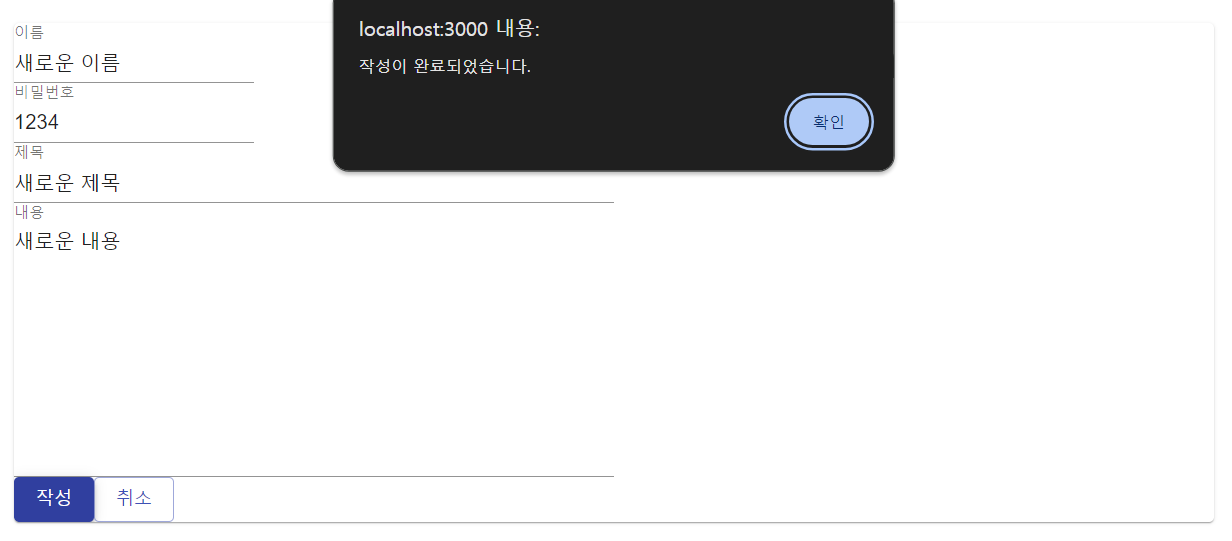 localhost:3000 내용:
작성이 완료되었습니다.
확인
이름
새로운 이름
비밀번호
1234
제목
새로운 제목
내용
새로운 내용
작성 취소